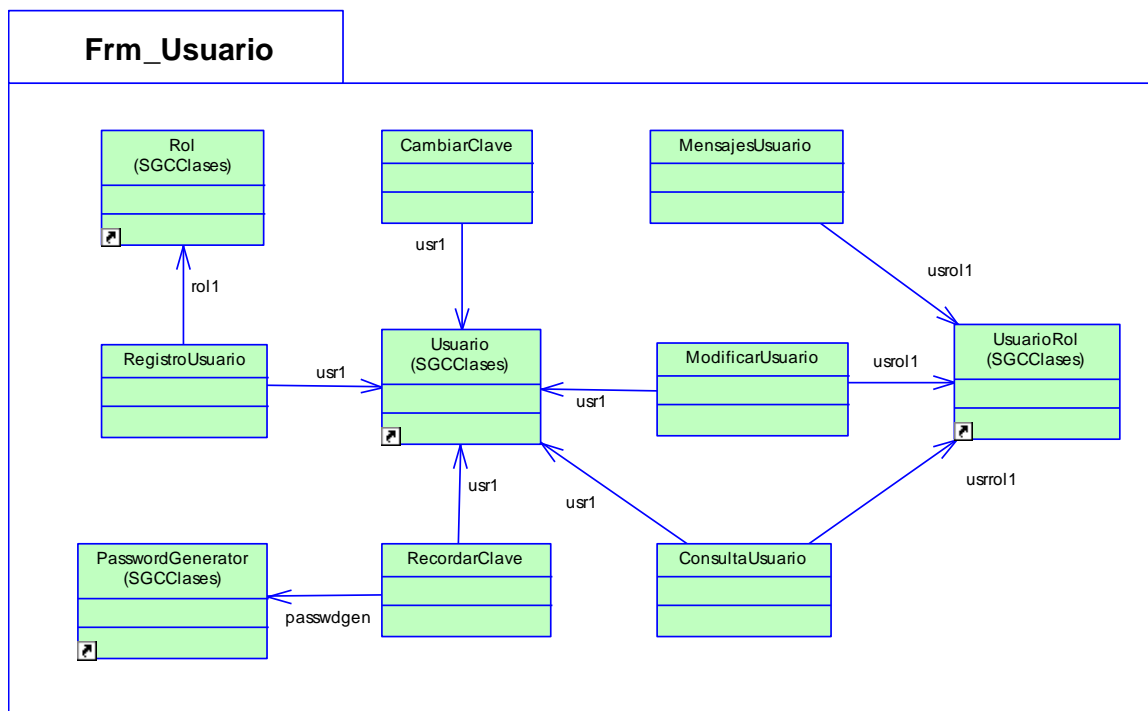 Frm_Usuario
Rol
(SGCClases)
CambiarClave
MensajesUsuario
usr1
usrol1
rol1
RegistroUsuario
usr1
Usuario
(SGCClases)
ModificarUsuario
usr1
usrol1
UsuarioRol
(SGCClases)
usr1
usr1
usrrol1
PasswordGenerator
(SGCClases)
passwdgen
RecordarClave
ConsultaUsuario